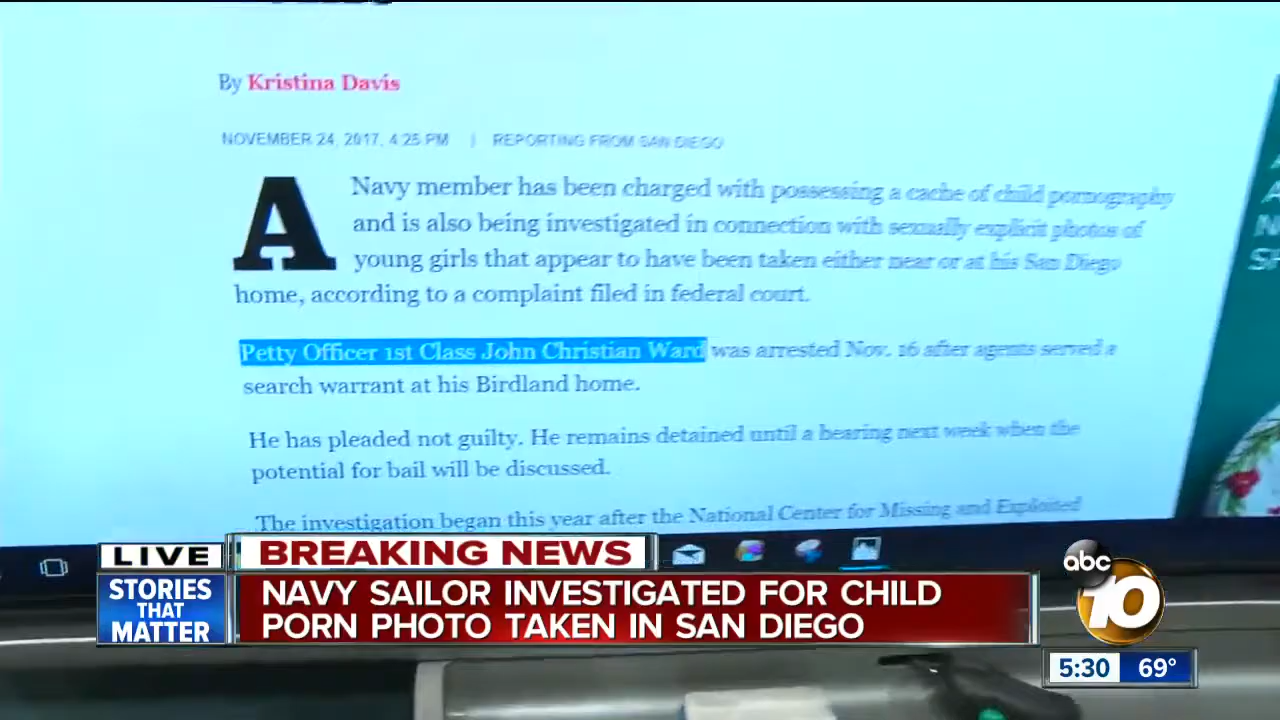 By Kristina Davis
NOVEMBER 24, 2017, 4:25 PM | REPORTING FROM SAN DIEGO
A Navy member has been charged with possessing a cache of child pornography
and is also being investigated in connection with sexually explicit photos of
young girls that appear to have been taken either near or at his San Diego
home, according to a complaint filed in federal court.
Petty Officer 1st Class John Christian Ward was arrested Nov. 16 after agents served a
search warrant at his Birdland home.
He has pleaded not guilty. He remains detained until a hearing next week when the
potential for bail will be discussed.
The investigation began this year after the National Center for Missing and Exploited
LIVE
BREAKING NEWS
STORIES
THAT
MATTER
NAVY SAILOR INVESTIGATED FOR CHILD
PORN PHOTO TAKEN IN SAN DIEGO
abc
10
5:30 69°